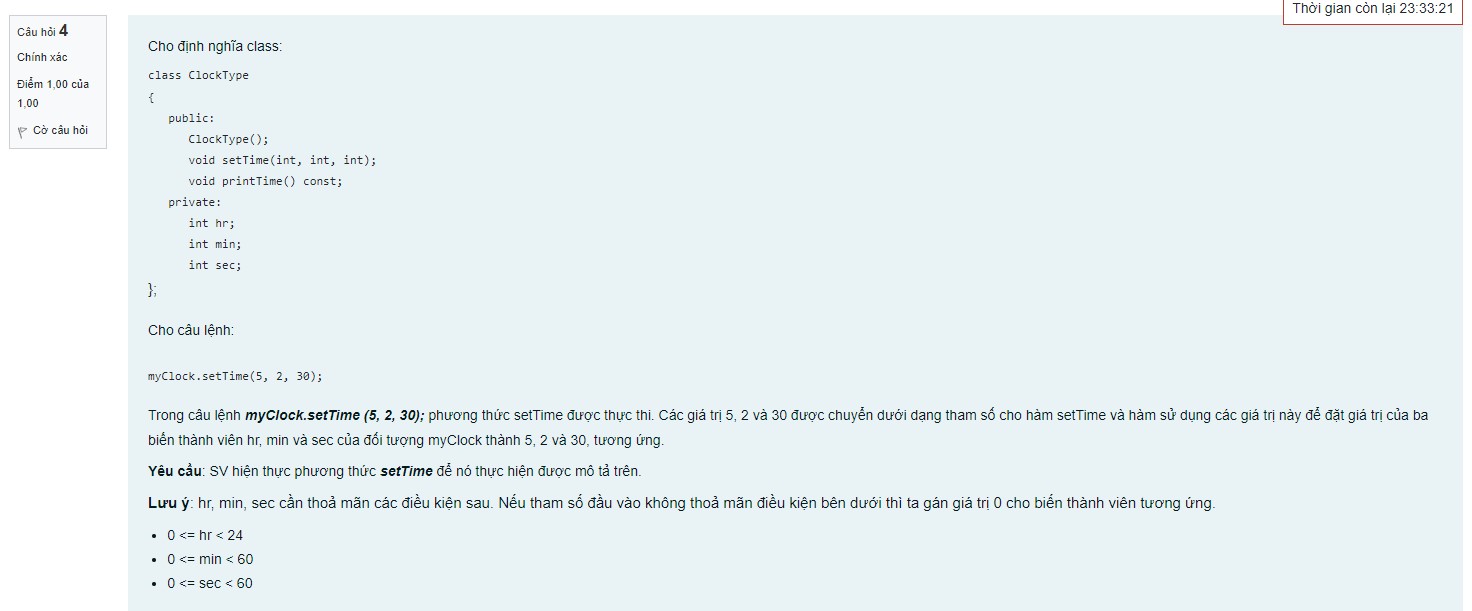 Thời gian còn lại 23:33:21
Câu hỏi 4
Chính xác
Điểm 1,00 của
1,00
Cờ câu hỏi
Cho định nghĩa class:
class ClockType
{
public:
ClockType();
void setTime(int, int, int);
void printTime() const;
private:
int hr;
int min;
int sec;
};
Cho câu lệnh:
myClock.setTime(5, 2, 30);
Trong câu lệnh myClock.setTime (5, 2, 30); phương thức setTime được thực thi. Các giá trị 5, 2 và 30 được chuyển dưới dạng tham số cho hàm setTime và hàm sử dụng các giá trị này để đặt giá trị của ba
biến thành viên hr, min và sec của đối tượng myClock thành 5, 2 và 30, tương ứng.
Yêu cầu: SV hiện thực phương thức setTime để nó thực hiện được mô tả trên.
Lưu ý: hr, min, sec cần thoả mãn các điều kiện sau. Nếu tham số đầu vào không thoả mãn điều kiện bên dưới thì ta gán giá trị 0 cho biến thành viên tương ứng.
• 0 <= hr < 24
• 0 <= min < 60
• 0 <= sec < 60